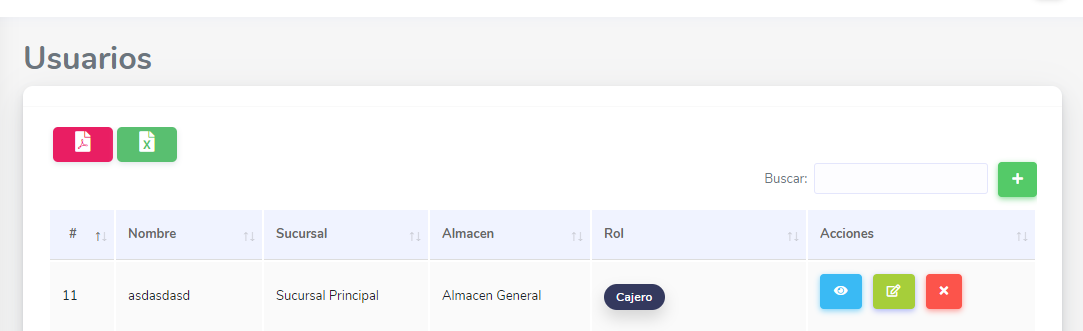 Usuarios
Buscar:
# Nombre Sucursal Almacen Rol Acciones
11 asdasdasd Sucursal Principal Almacen General Cajero